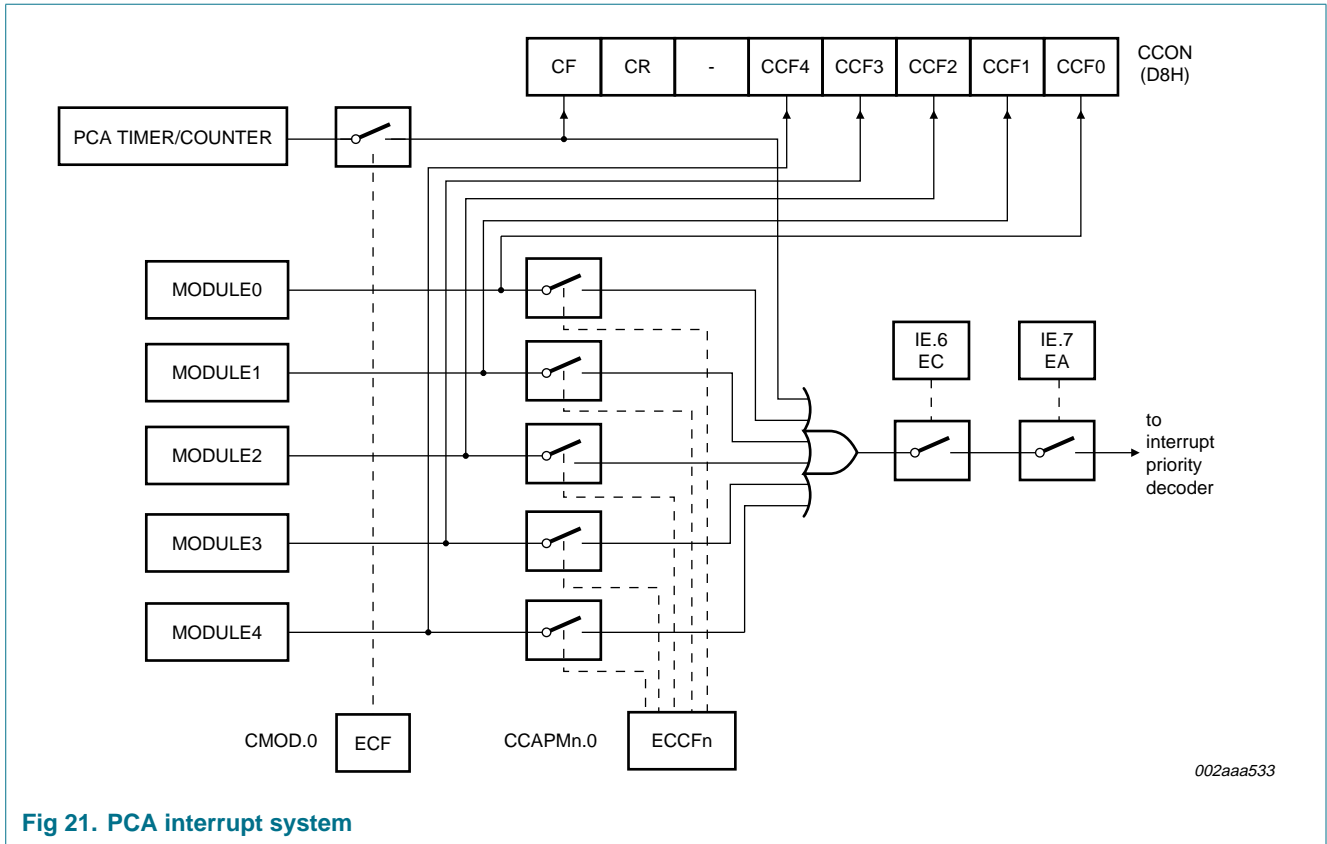 CF CR - CCF4 CCF3 CCF2 CCF1 CCF0
CCON
(D8H)
PCA TIMER/COUNTER
MODULE0
MODULE1
MODULE2
MODULE3
MODULE4
IE.6
EC
IE.7
EA
to
interrupt
priority
decoder
CMOD.0
ECF
CCAPMn.0
ECCFn
002aaa533
Fig 21. PCA interrupt system